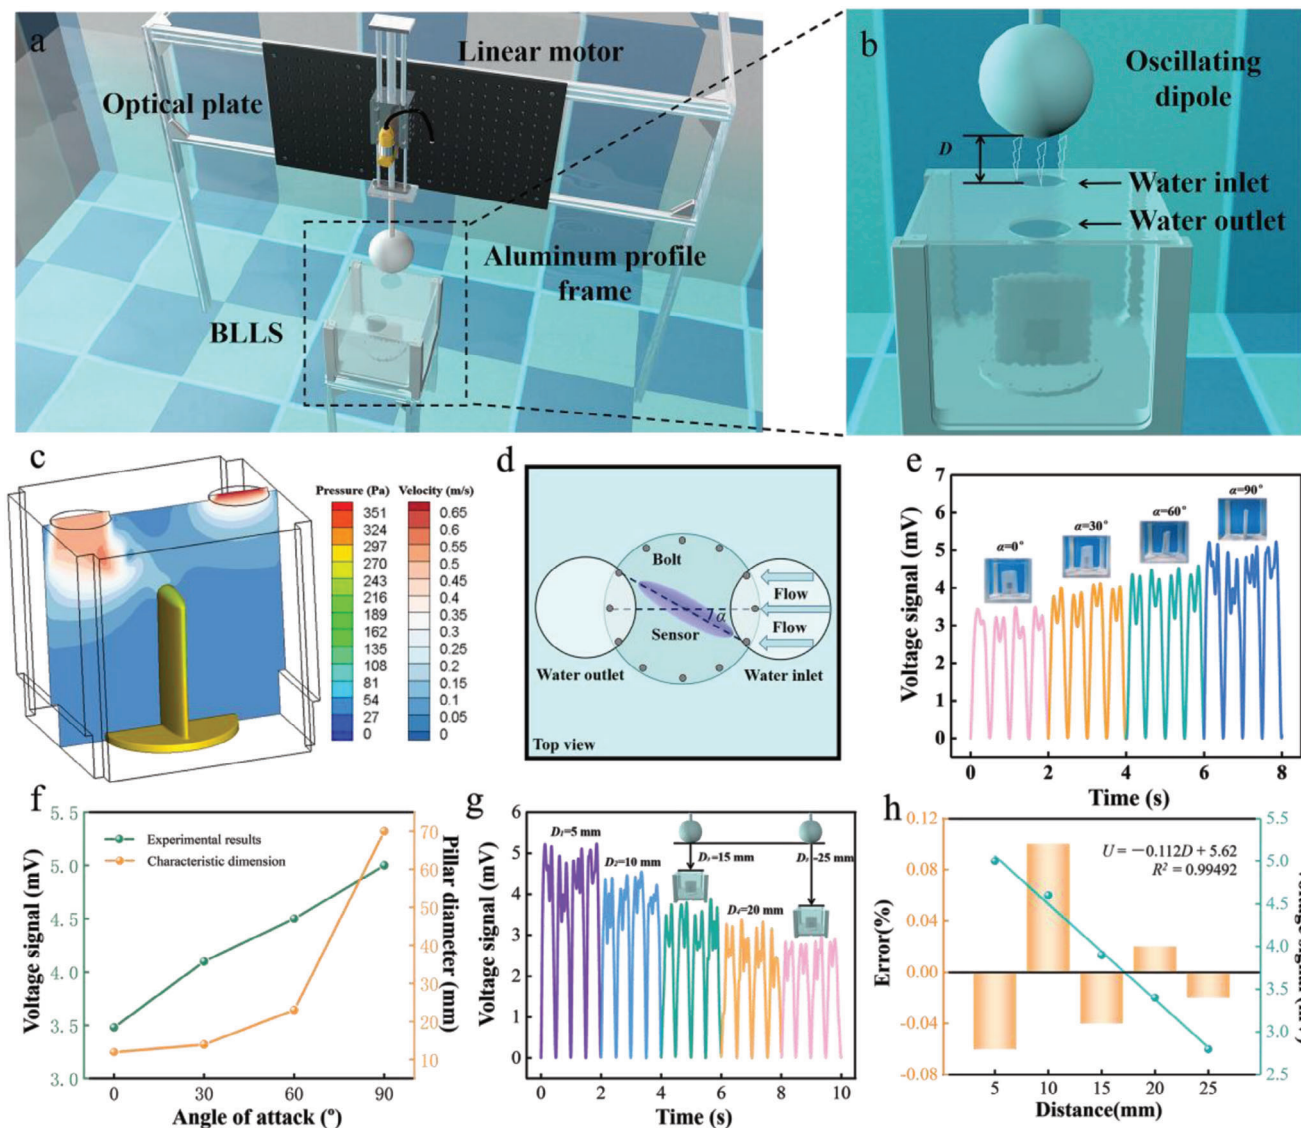 a
Linear motor
Optical plate
Aluminum profile
frame
BLLS
b
Oscillating
dipole
D
Water inlet
Water outlet
c
Pressure (Pa)
351
324
297
270
243
216
189
162
135
108
81
54
27
0
Velocity (m/s)
0.65
0.6
0.55
0.5
0.45
0.4
0.35
0.3
0.25
0.2
0.15
0.1
0.05
0
d
Bolt
Flow
α
Sensor
Flow
Water outlet
Water inlet
Top view
e
Voltage signal (mV)
7
6
5
4
3
2
1
0
α=0°
α=30°
α=60°
α=90°
0 2 4 6 8
Time (s)
f
Voltage signal (mV)
5.5
5.0
4.5
4.0
3.5
3.0
Experimental results
Characteristic dimension
70
60
50
40
30
20
10
Pillar diameter (mm)
0 30 60 90
Angle of attack (°)
g
Voltage signal (mV)
6
5
4
3
2
1
0
D₁=5 mm
D₂=10 mm
=15 mm
D₄=20 mm
25 mm
0 2 4 6 8 10
Time (s)
h
Error(%)
0.12
0.08
0.04
0.00
-0.04
-0.08
U = −0.112D + 5.62
R² = 0.99492
5.5
5.0
4.5
4.0
3.5
3.0
2.5
5 10 15 20 25
Distance(mm)